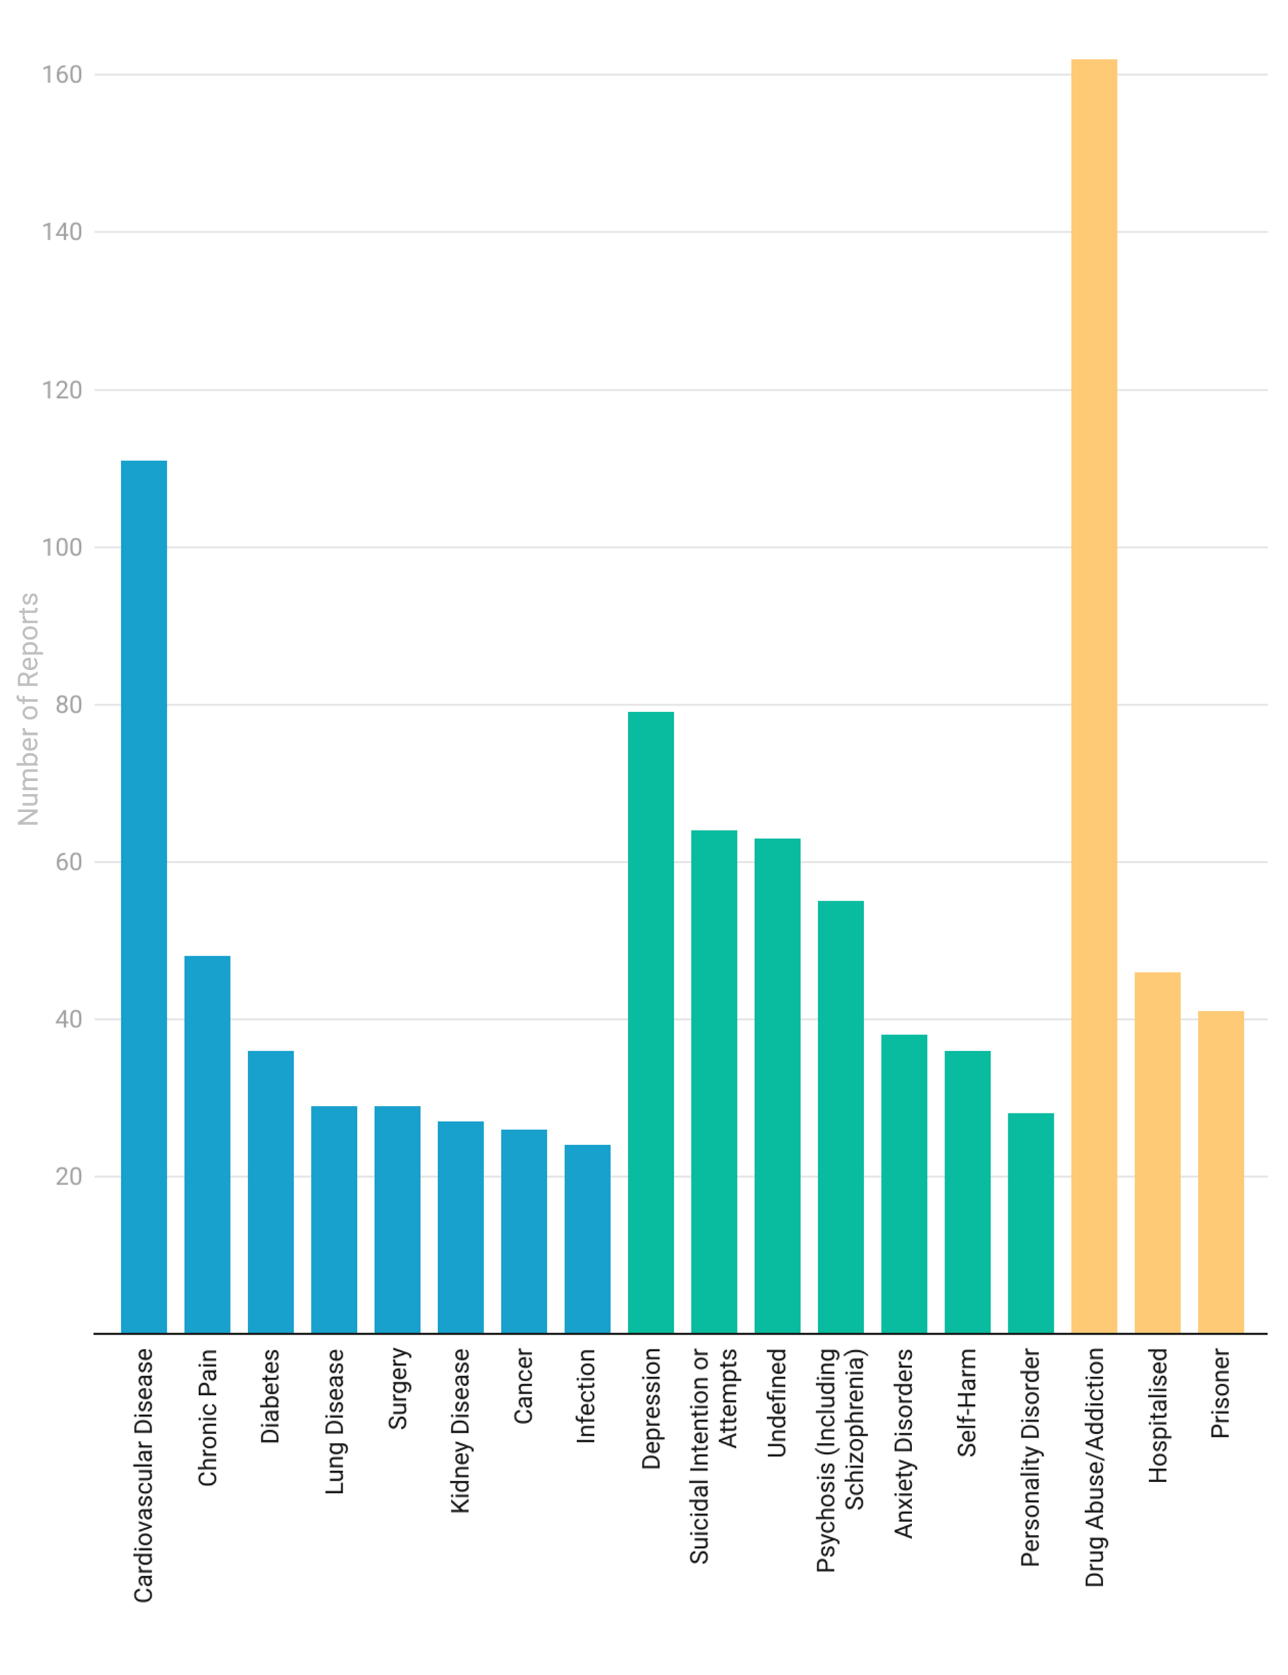 160
140
120
100
80
60
40
20
Number of Reports
Cardiovascular Disease
Chronic Pain
Diabetes
Lung Disease
Surgery
Kidney Disease
Cancer
Infection
Depression
Suicidal Intention or
Attempts
Undefined
Psychosis (Including
Schizophrenia)
Anxiety Disorders
Self-Harm
Personality Disorder
Drug Abuse/Addiction
Hospitalised
Prisoner